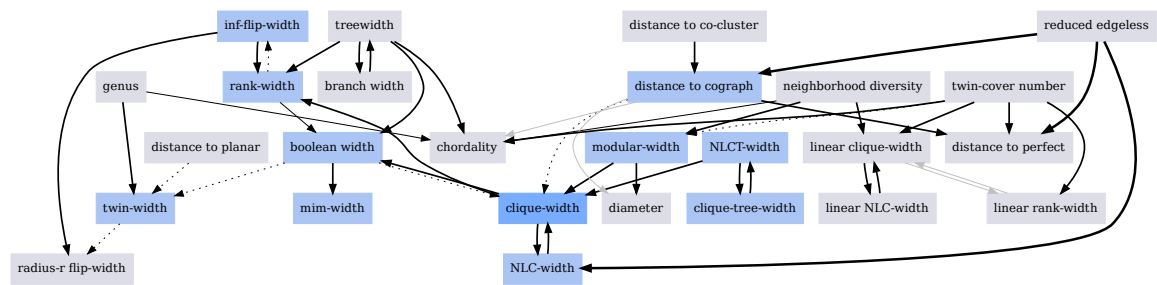 inf-flip-width
treewidth
distance to co-cluster
reduced edgeless
genus
rank-width
branch width
distance to cograph
neighborhood diversity
twin-cover number
distance to planar
boolean width
chordality
modular-width
NLCT-width
linear clique-width
distance to perfect
twin-width
mim-width
clique-width
diameter
clique-tree-width
linear NLC-width
linear rank-width
radius-r flip-width
NLC-width